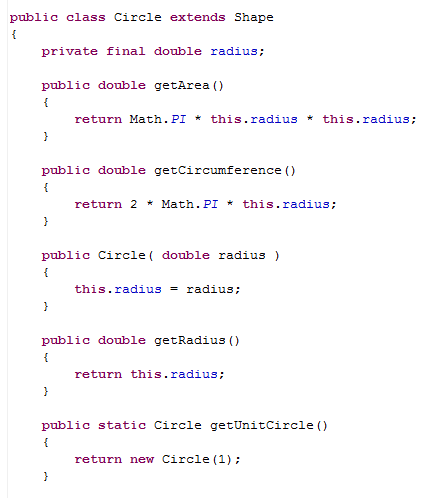 public class Circle extends Shape
{
    private final double radius;

    public double getArea()
    {
        return Math.PI * this.radius * this.radius;
    }

    public double getCircumference()
    {
        return 2 * Math.PI * this.radius;
    }

    public Circle( double radius )
    {
        this.radius = radius;
    }

    public double getRadius()
    {
        return this.radius;
    }

    public static Circle getUnitCircle()
    {
        return new Circle(1);
    }